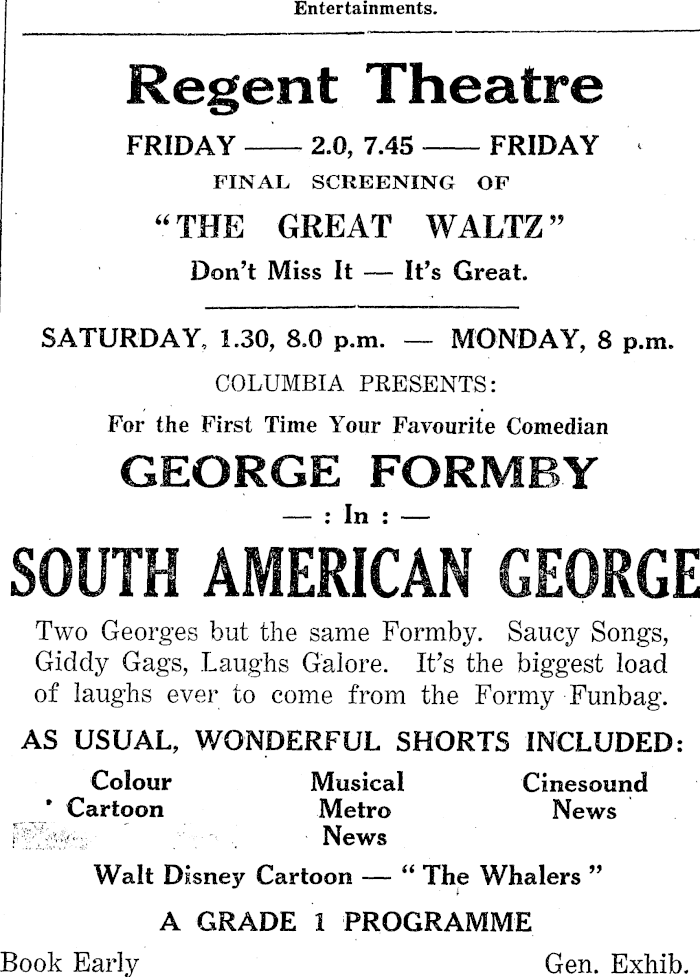 Entertainments.
Regent Theatre
FRIDAY —— 2.0, 7.45 —— FRIDAY
FINAL SCREENING OF
"THE GREAT WALTZ"
Don't Miss It — It's Great.
SATURDAY, 1.30, 8.0 p.m. — MONDAY, 8 p.m.
COLUMBIA PRESENTS:
For the First Time Your Favourite Comedian
GEORGE FORMBY
— : In : —
SOUTH AMERICAN GEORGE
Two Georges but the same Formby. Saucy Songs,
Giddy Gags, Laughs Galore. It's the biggest load
of laughs ever to come from the Formy Funbag.
AS USUAL, WONDERFUL SHORTS INCLUDED:
Colour Musical Cinesound
Cartoon Metro News
News
Walt Disney Cartoon — "The Whalers"
A GRADE 1 PROGRAMME
Book Early Gen. Exhib.